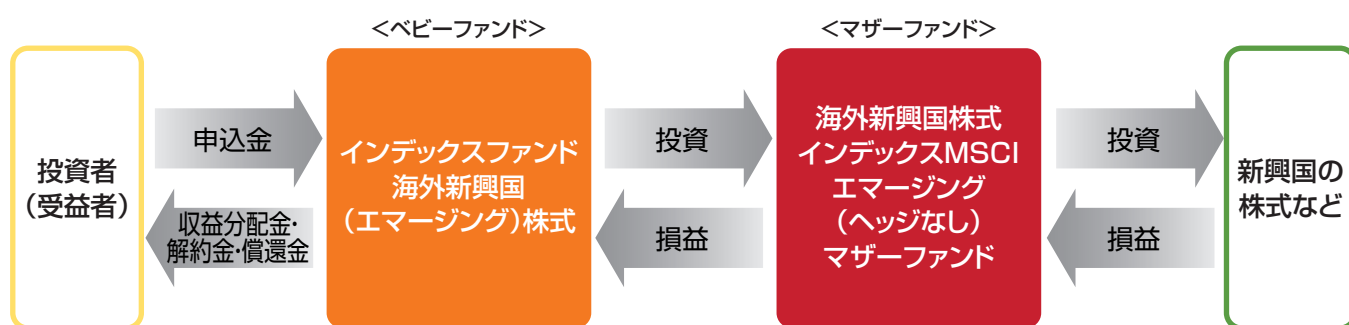 ＜ベビーファンド＞
＜マザーファンド＞
投資者
（受益者）
申込金
収益分配金・
解約金・償還金
インデックスファンド
海外新興国
（エマージング）株式
投資
損益
海外新興国株式
インデックスMSCI
エマージング
（ヘッジなし）
マザーファンド
投資
損益
新興国の
株式など